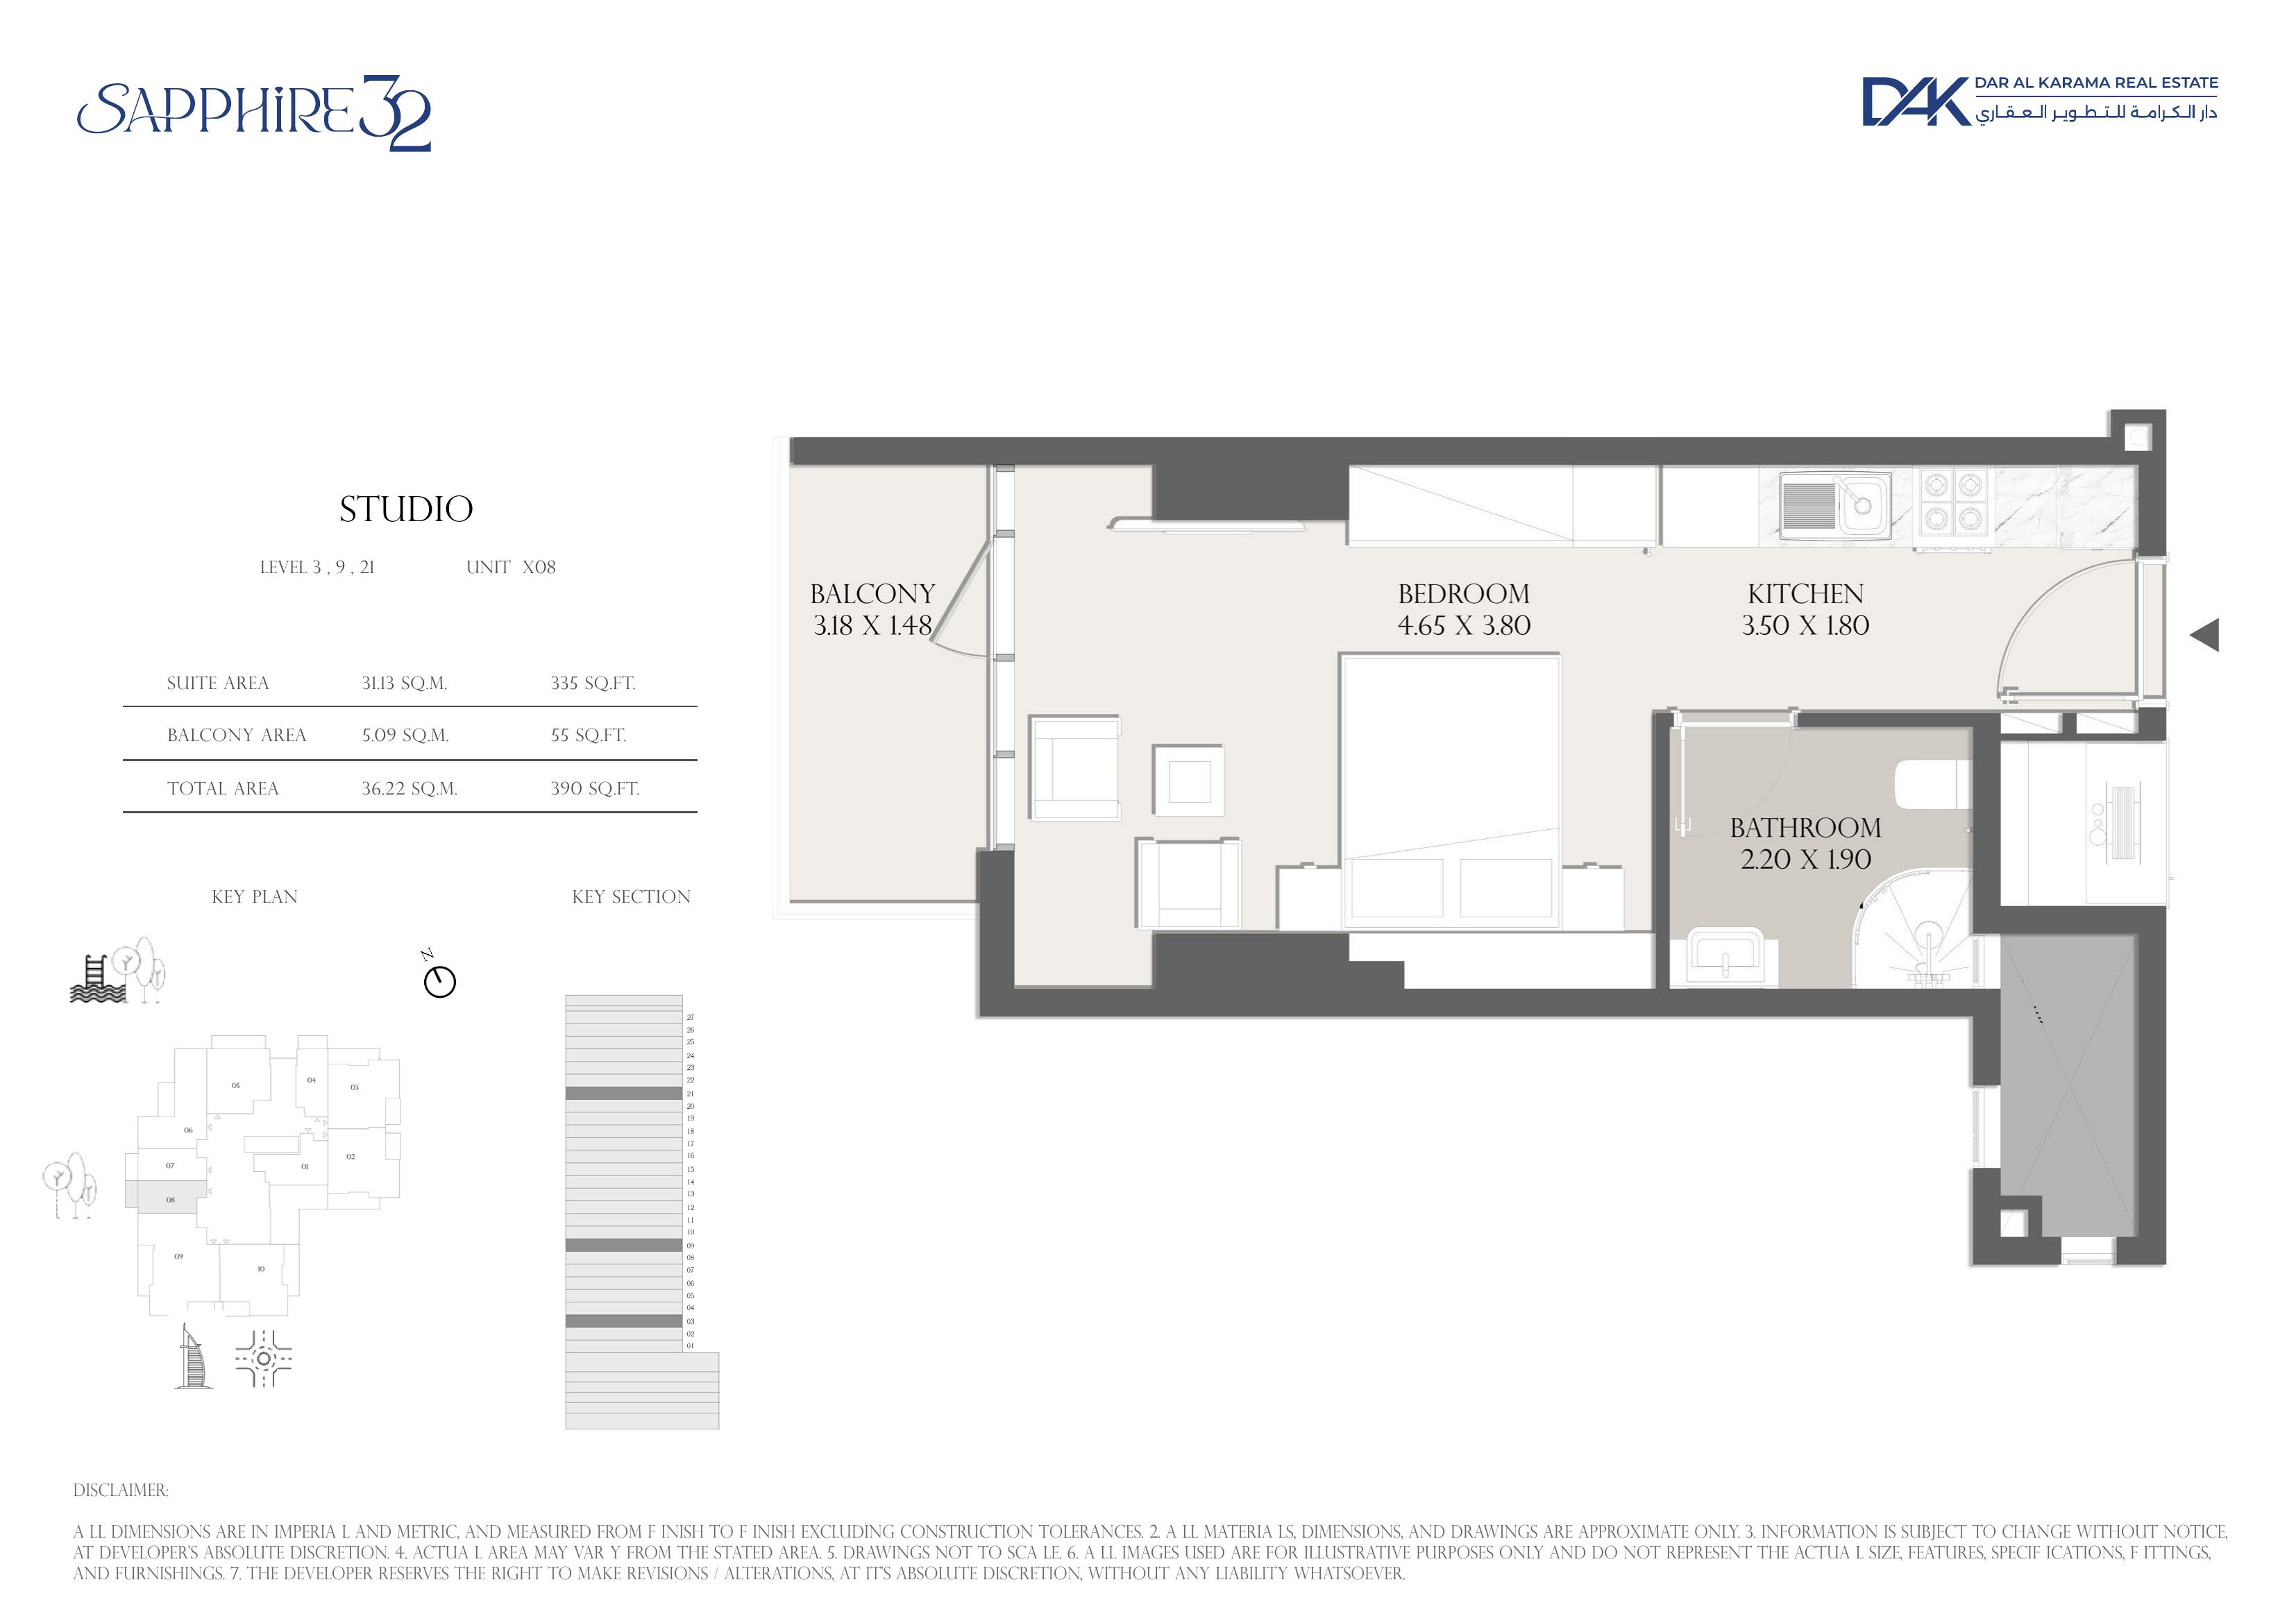 SAPPHIRE 32
DAK
DAR AL KARAMA REAL ESTATE
دار الكرامة للتطوير العقاري
STUDIO
LEVEL 3 , 9 , 21 UNIT X08
SUITE AREA 31.13 SQ.M. 335 SQ.FT.
BALCONY AREA 5.09 SQ.M. 55 SQ.FT.
TOTAL AREA 36.22 SQ.M. 390 SQ.FT.
BALCONY
3.18 X 1.48
BEDROOM
4.65 X 3.80
KITCHEN
3.50 X 1.80
BATHROOM
2.20 X 1.90
KEY PLAN
N
05
04
03
06
07
01
02
08
09
10
KEY SECTION
27
26
25
24
23
22
21
20
19
18
17
16
15
14
13
12
11
10
09
08
07
06
05
04
03
02
01
DISCLAIMER:
A LL DIMENSIONS ARE IN IMPERIA L AND METRIC, AND MEASURED FROM F INISH TO F INISH EXCLUDING CONSTRUCTION TOLERANCES. 2. A LL MATERIA LS, DIMENSIONS, AND DRAWINGS ARE APPROXIMATE ONLY. 3. INFORMATION IS SUBJECT TO CHANGE WITHOUT NOTICE,
AT DEVELOPER'S ABSOLUTE DISCRETION. 4. ACTUA L AREA MAY VAR Y FROM THE STATED AREA. 5. DRAWINGS NOT TO SCA LE. 6. A LL IMAGES USED ARE FOR ILLUSTRATIVE PURPOSES ONLY AND DO NOT REPRESENT THE ACTUA L SIZE, FEATURES, SPECIF ICATIONS, F ITTINGS,
AND FURNISHINGS. 7. THE DEVELOPER RESERVES THE RIGHT TO MAKE REVISIONS / ALTERATIONS, AT IT'S ABSOLUTE DISCRETION, WITHOUT ANY LIABILITY WHATSOEVER.